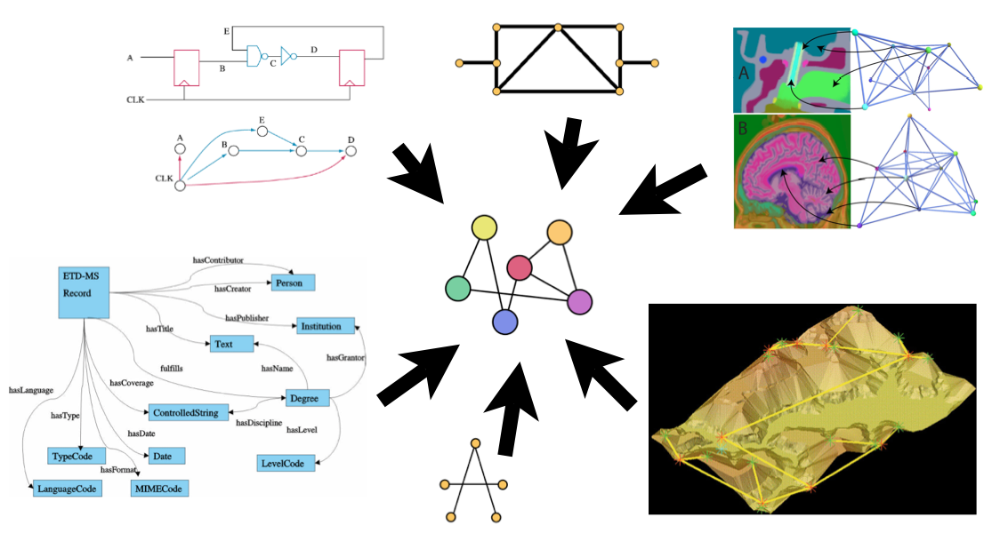 E
A
B
C
D
CLK
E
A
B
C
D
CLK
A
B
ETD-MS
Record
hasContributor
Person
hasCreator
hasPublisher
Institution
hasTitle
Text
hasGrantor
fulfills
hasName
hasLanguage
hasCoverage
Degree
ControlledString
hasType
hasDiscipline
hasLevel
hasDate
TypeCode
Date
LevelCode
hasFormat
LanguageCode
MIMECode